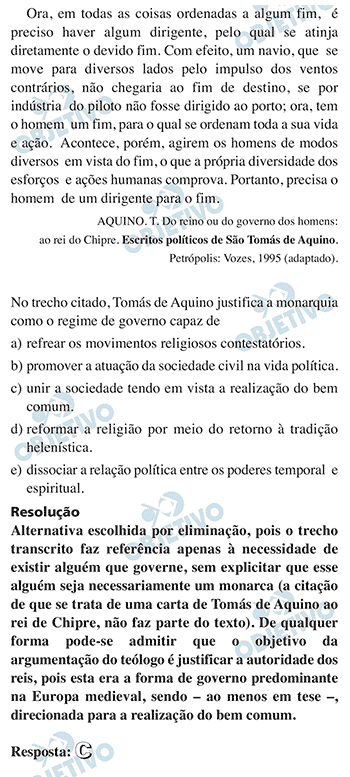 Ora, em todas as coisas ordenadas a algum fim, é
preciso haver algum dirigente, pelo qual se atinja
diretamente o devido fim. Com efeito, um navio, que se
move para diversos lados pelo impulso dos ventos
contrários, não chegaria ao fim de destino, se por
indústria do piloto não fosse dirigido ao porto; ora, tem
o homem um fim, para o qual se ordenam toda a sua vida
e ação. Acontece, porém, agirem os homens de modos
diversos em vista do fim, o que a própria diversidade dos
esforços e ações humanas comprova. Portanto, precisa o
homem de um dirigente para o fim.
AQUINO. T. Do reino ou do governo dos homens:
ao rei do Chipre. Escritos políticos de São Tomás de Aquino.
Petrópolis: Vozes, 1995 (adaptado).
No trecho citado, Tomás de Aquino justifica a monarquia
como o regime de governo capaz de
a) refrear os movimentos religiosos contestatórios.
b) promover a atuação da sociedade civil na vida política.
c) unir a sociedade tendo em vista a realização do bem
comum.
d) reformar a religião por meio do retorno à tradição
helenística.
e) dissociar a relação política entre os poderes temporal e
espiritual.
Resolução
Alternativa escolhida por eliminação, pois o trecho
transcrito faz referência apenas à necessidade de
existir alguém que governe, sem explicitar que esse
alguém seja necessariamente um monarca (a citação
de que se trata de uma carta de Tomás de Aquino ao
rei de Chipre, não faz parte do texto). De qualquer
forma pode-se admitir que o objetivo da
argumentação do teólogo é justificar a autoridade dos
reis, pois esta era a forma de governo predominante
na Europa medieval, sendo – ao menos em tese –,
direcionada para a realização do bem comum.
Resposta: C
OBJETIVO
OBJETIVO
OBJETIVO
OBJETIVO
OBJETIVO
OBJETIVO
OBJETIVO
OBJETIVO